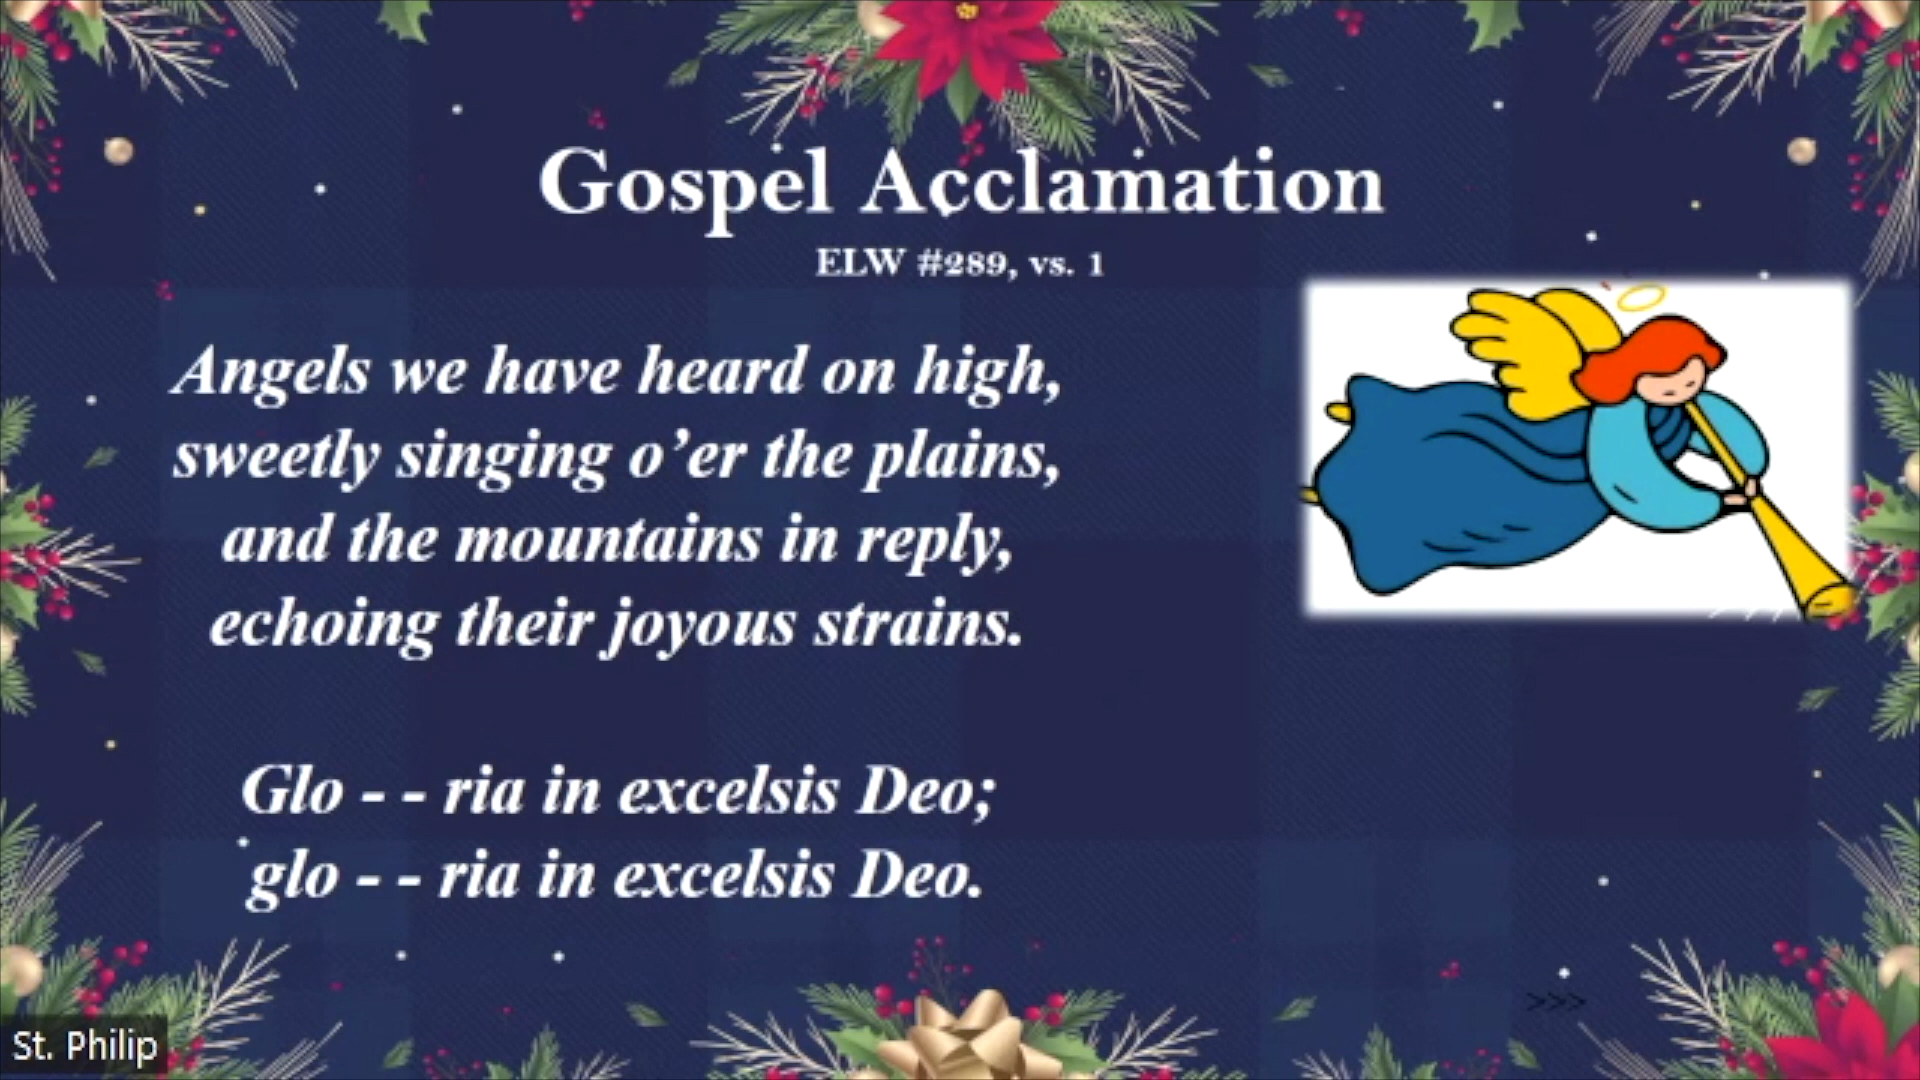 Gospel Acclamation
ELW #289, vs. 1
Angels we have heard on high,
sweetly singing o’er the plains,
and the mountains in reply,
echoing their joyous strains.
Glo - - ria in excelsis Deo;
glo - - ria in excelsis Deo.
>>>
St. Philip